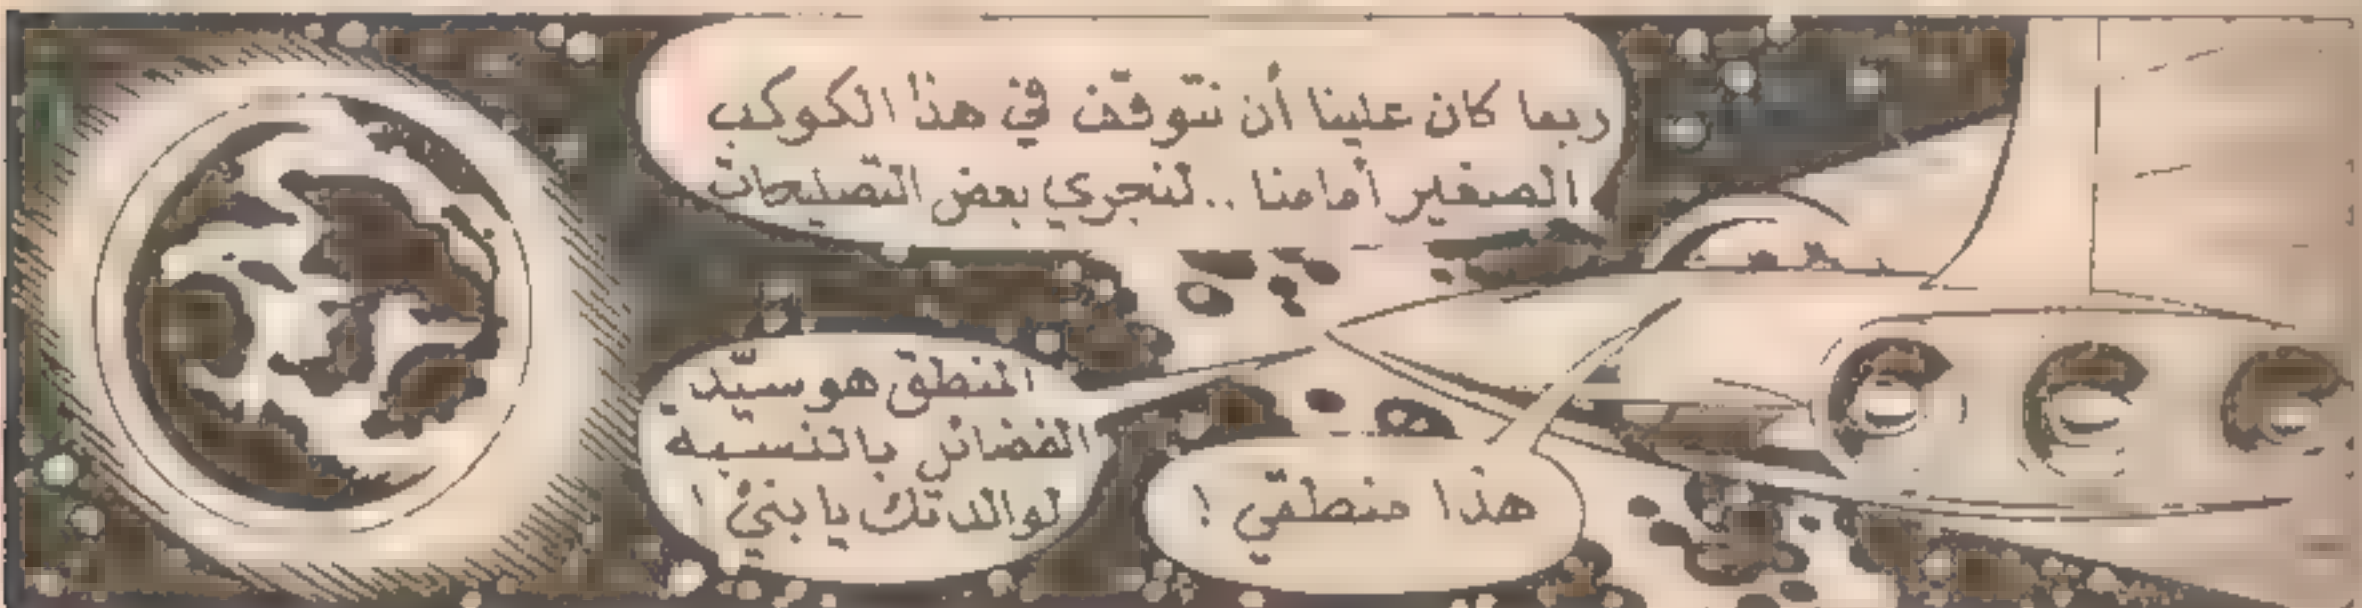 ربما كان علينا أن نتوقّف في هذا الكوكب
الصغير أمامنا .. لنجري بعض التصليحات
هذا منطقيّ !
المنطق هو سيّد
الفضائل بالنسبة
لوالدتك يا بنيّ !